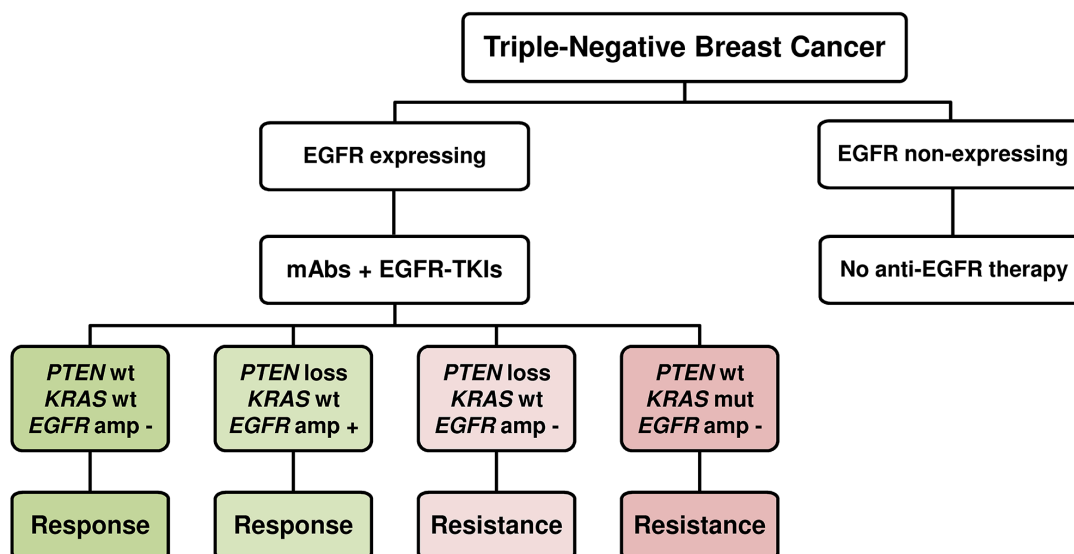 Triple-Negative Breast Cancer
EGFR expressing
EGFR non-expressing
mAbs + EGFR-TKIs
No anti-EGFR therapy
PTEN wt
KRAS wt
EGFR amp -
PTEN loss
KRAS wt
EGFR amp +
PTEN loss
KRAS wt
EGFR amp -
PTEN wt
KRAS mut
EGFR amp -
Response
Response
Resistance
Resistance